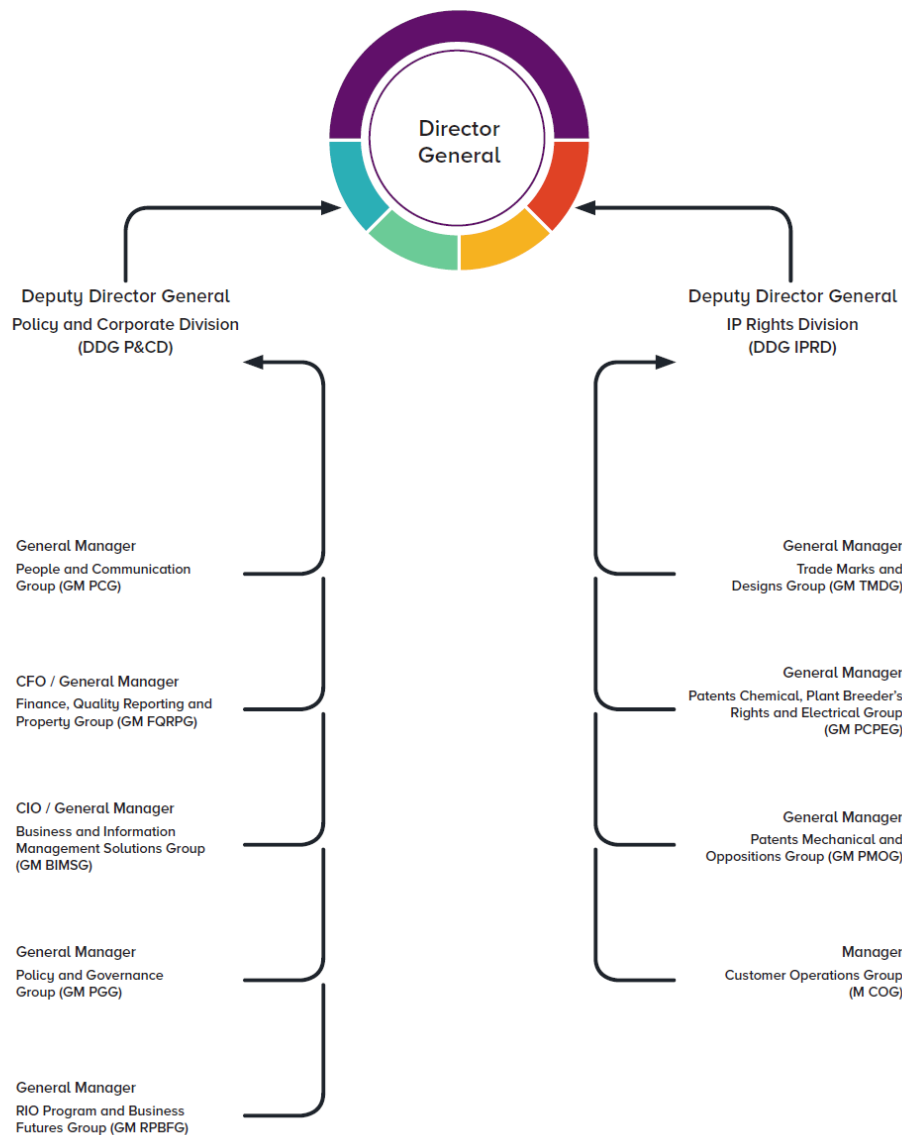 Director
General
Deputy Director General
Policy and Corporate Division
(DDG P&CD)
Deputy Director General
IP Rights Division
(DDG IPRD)
General Manager
People and Communication
Group (GM PCG)
CFO / General Manager
Finance, Quality Reporting and
Property Group (GM FQRPG)
CIO / General Manager
Business and Information
Management Solutions Group
(GM BIMSG)
General Manager
Policy and Governance
Group (GM PGG)
General Manager
RIO Program and Business
Futures Group (GM RPBFG)
General Manager
Trade Marks and
Designs Group (GM TMDG)
General Manager
Patents Chemical, Plant Breeder’s
Rights and Electrical Group
(GM PCPEG)
General Manager
Patents Mechanical and
Oppositions Group (GM PMOG)
Manager
Customer Operations Group
(M COG)